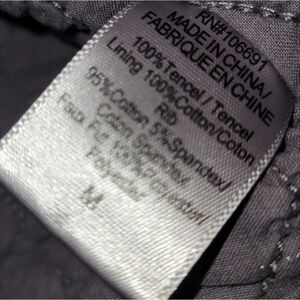 RN#106691
MADE IN CHINA/
FABRIQUE EN CHINE
100%Tencel / Tencel
Lining 100%Cotton/Coton
RIB
95%Cotton 5%Spandex/
Coton Spandex
Faux
Polyester
M